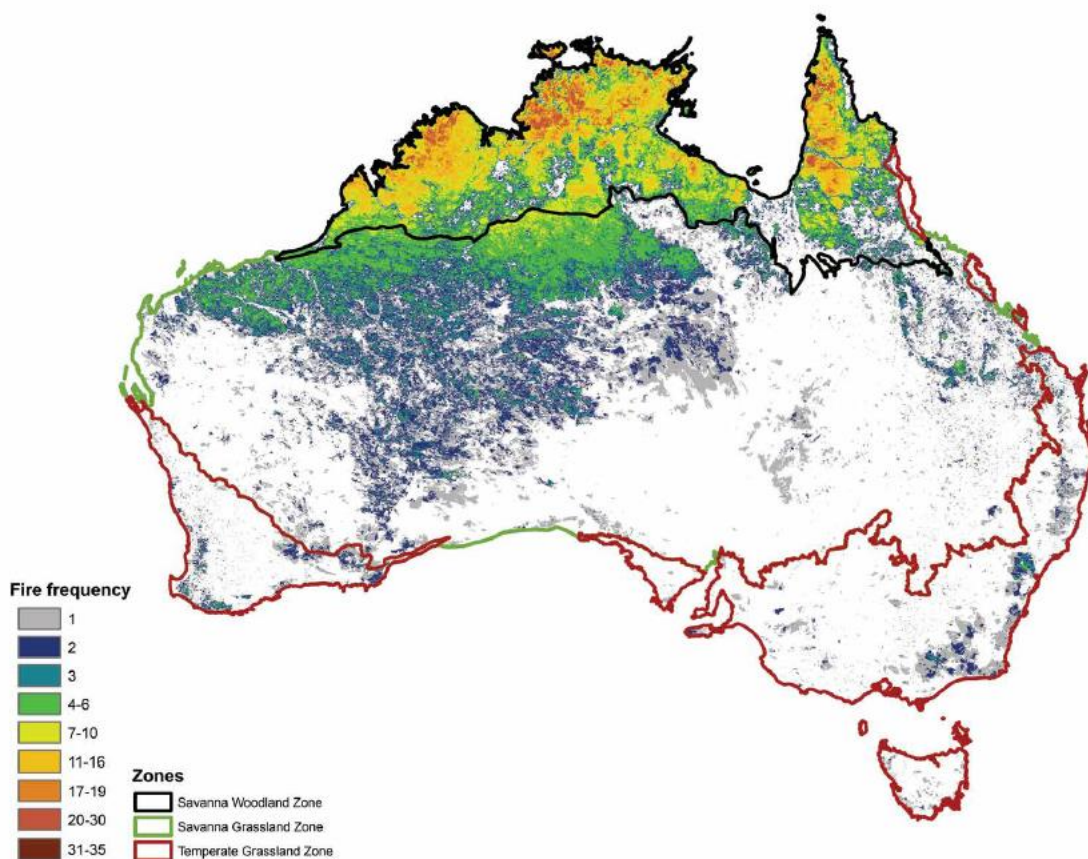 Fire frequency
1
2
3
4-6
7-10
11-16
17-19
20-30
31-35
Zones
Savanna Woodland Zone
Savanna Grassland Zone
Temperate Grassland Zone